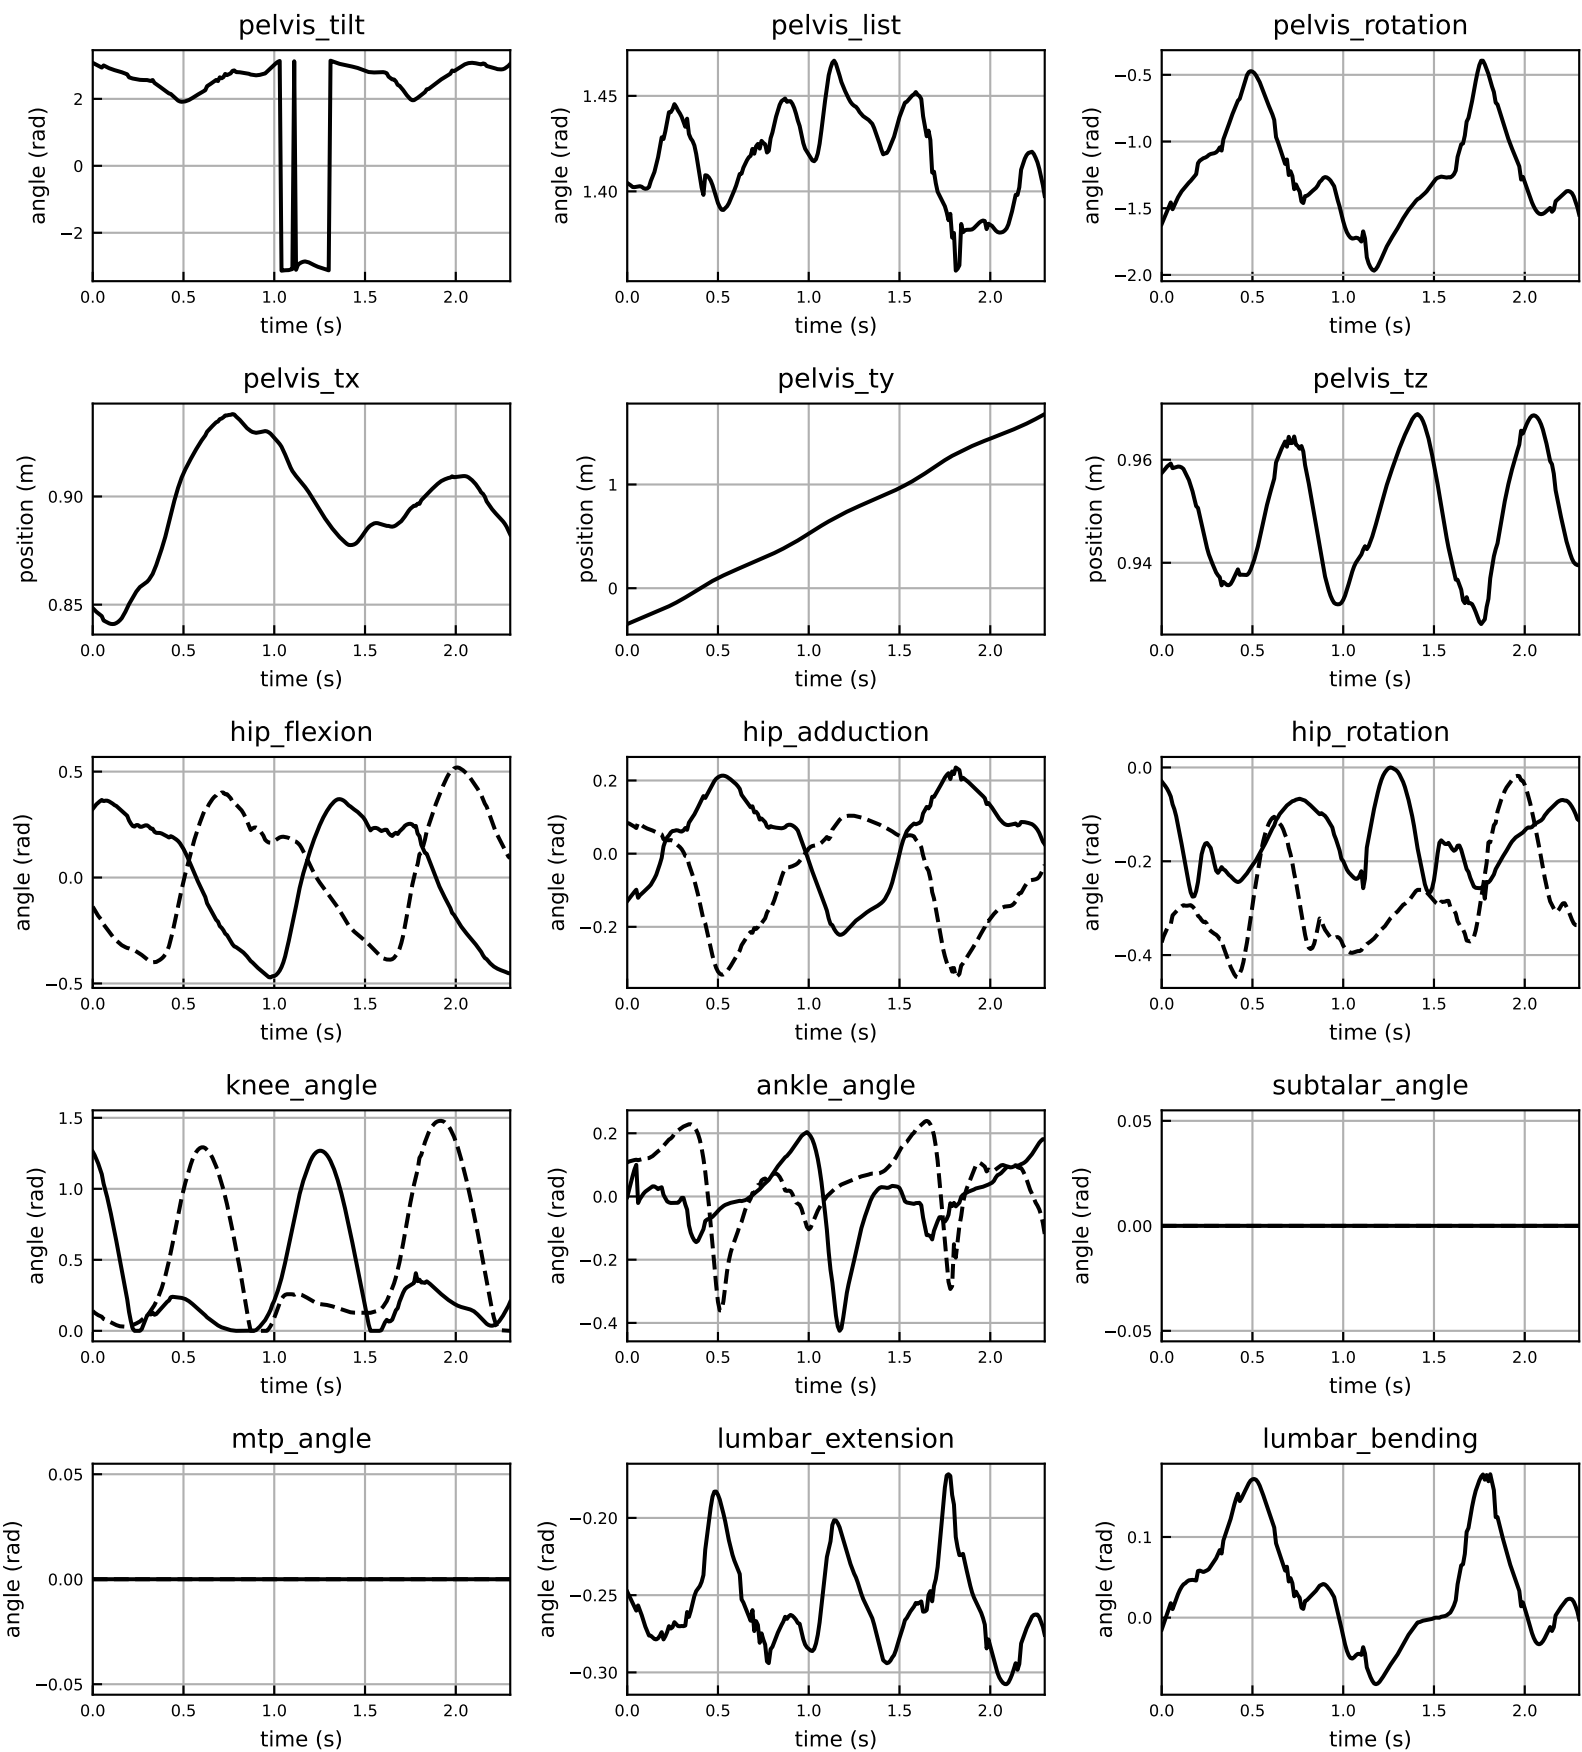 pelvis_tilt
pelvis_list
pelvis_rotation
angle (rad)
2
0
−2
0.0 0.5 1.0 1.5 2.0
time (s)
angle (rad)
1.45
1.40
0.0 0.5 1.0 1.5 2.0
time (s)
angle (rad)
−0.5
−1.0
−1.5
−2.0
0.0 0.5 1.0 1.5 2.0
time (s)
pelvis_tx
pelvis_ty
pelvis_tz
position (m)
0.90
0.85
0.0 0.5 1.0 1.5 2.0
time (s)
position (m)
1
0
0.0 0.5 1.0 1.5 2.0
time (s)
position (m)
0.96
0.94
0.0 0.5 1.0 1.5 2.0
time (s)
hip_flexion
hip_adduction
hip_rotation
angle (rad)
0.5
0.0
−0.5
0.0 0.5 1.0 1.5 2.0
time (s)
angle (rad)
0.2
0.0
−0.2
0.0 0.5 1.0 1.5 2.0
time (s)
angle (rad)
0.0
−0.2
−0.4
0.0 0.5 1.0 1.5 2.0
time (s)
knee_angle
ankle_angle
subtalar_angle
angle (rad)
1.5
1.0
0.5
0.0
0.0 0.5 1.0 1.5 2.0
time (s)
angle (rad)
0.2
0.0
−0.2
−0.4
0.0 0.5 1.0 1.5 2.0
time (s)
angle (rad)
0.05
0.00
−0.05
0.0 0.5 1.0 1.5 2.0
time (s)
mtp_angle
lumbar_extension
lumbar_bending
angle (rad)
0.05
0.00
−0.05
0.0 0.5 1.0 1.5 2.0
time (s)
angle (rad)
−0.20
−0.25
−0.30
0.0 0.5 1.0 1.5 2.0
time (s)
angle (rad)
0.1
0.0
0.0 0.5 1.0 1.5 2.0
time (s)